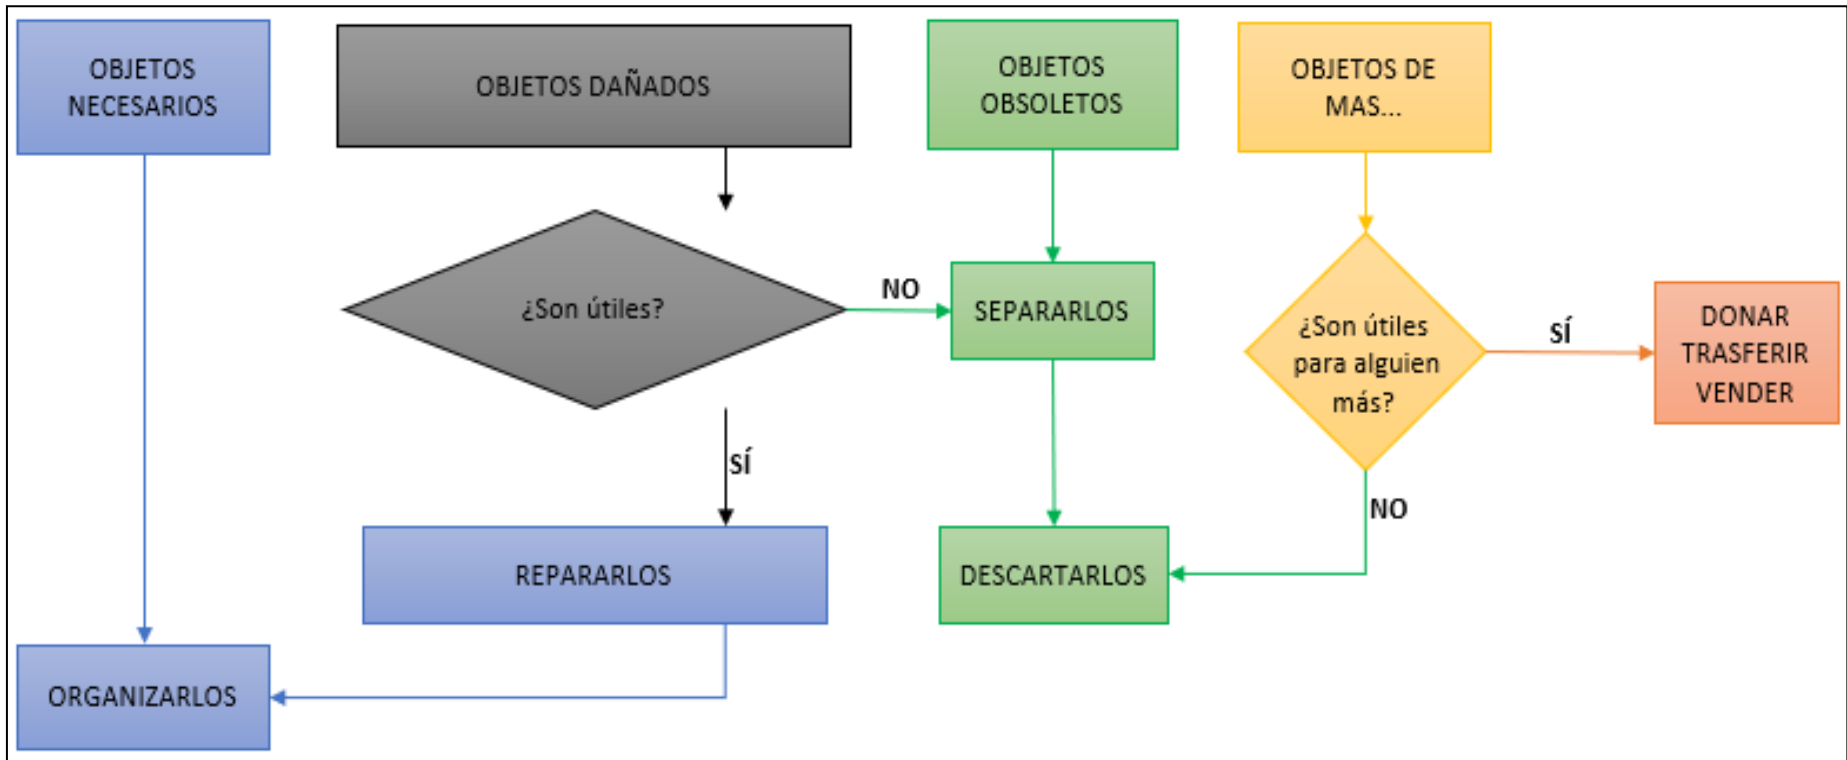 OBJETOS
NECESARIOS
OBJETOS DAÑADOS
OBJETOS
OBSOLETOS
OBJETOS DE
MAS...
¿Son útiles?
NO
SEPARARLOS
¿Son útiles
para alguien
más?
SÍ
DONAR
TRASFERIR
VENDER
SÍ
NO
REPARARLOS
DESCARTARLOS
ORGANIZARLOS